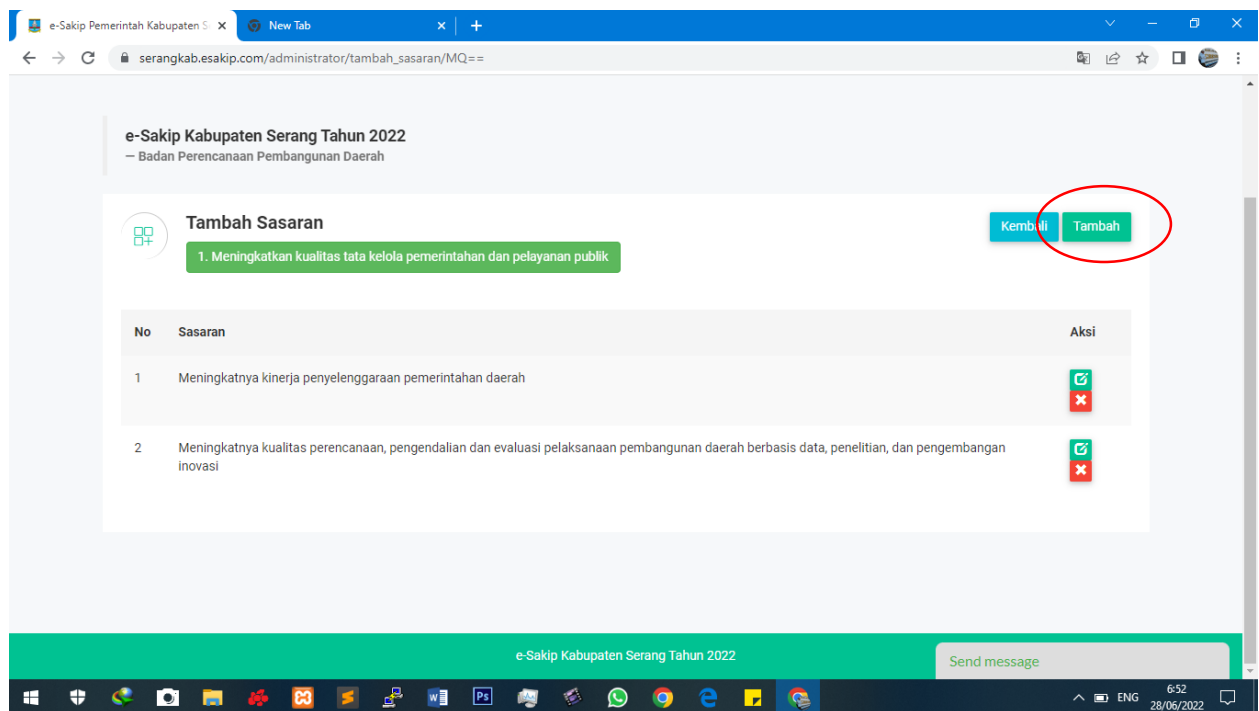 e-Sakip Pemerintah Kabupaten S
New Tab
serangkab.esakip.com/administrator/tambah_sasaran/MQ==
e-Sakip Kabupaten Serang Tahun 2022
— Badan Perencanaan Pembangunan Daerah
Tambah Sasaran
Kembali
Tambah
1. Meningkatkan kualitas tata kelola pemerintahan dan pelayanan publik
No Sasaran Aksi
1 Meningkatnya kinerja penyelenggaraan pemerintahan daerah
2 Meningkatnya kualitas perencanaan, pengendalian dan evaluasi pelaksanaan pembangunan daerah berbasis data, penelitian, dan pengembangan
inovasi
e-Sakip Kabupaten Serang Tahun 2022
Send message
Ps
ENG
6:52
28/06/2022